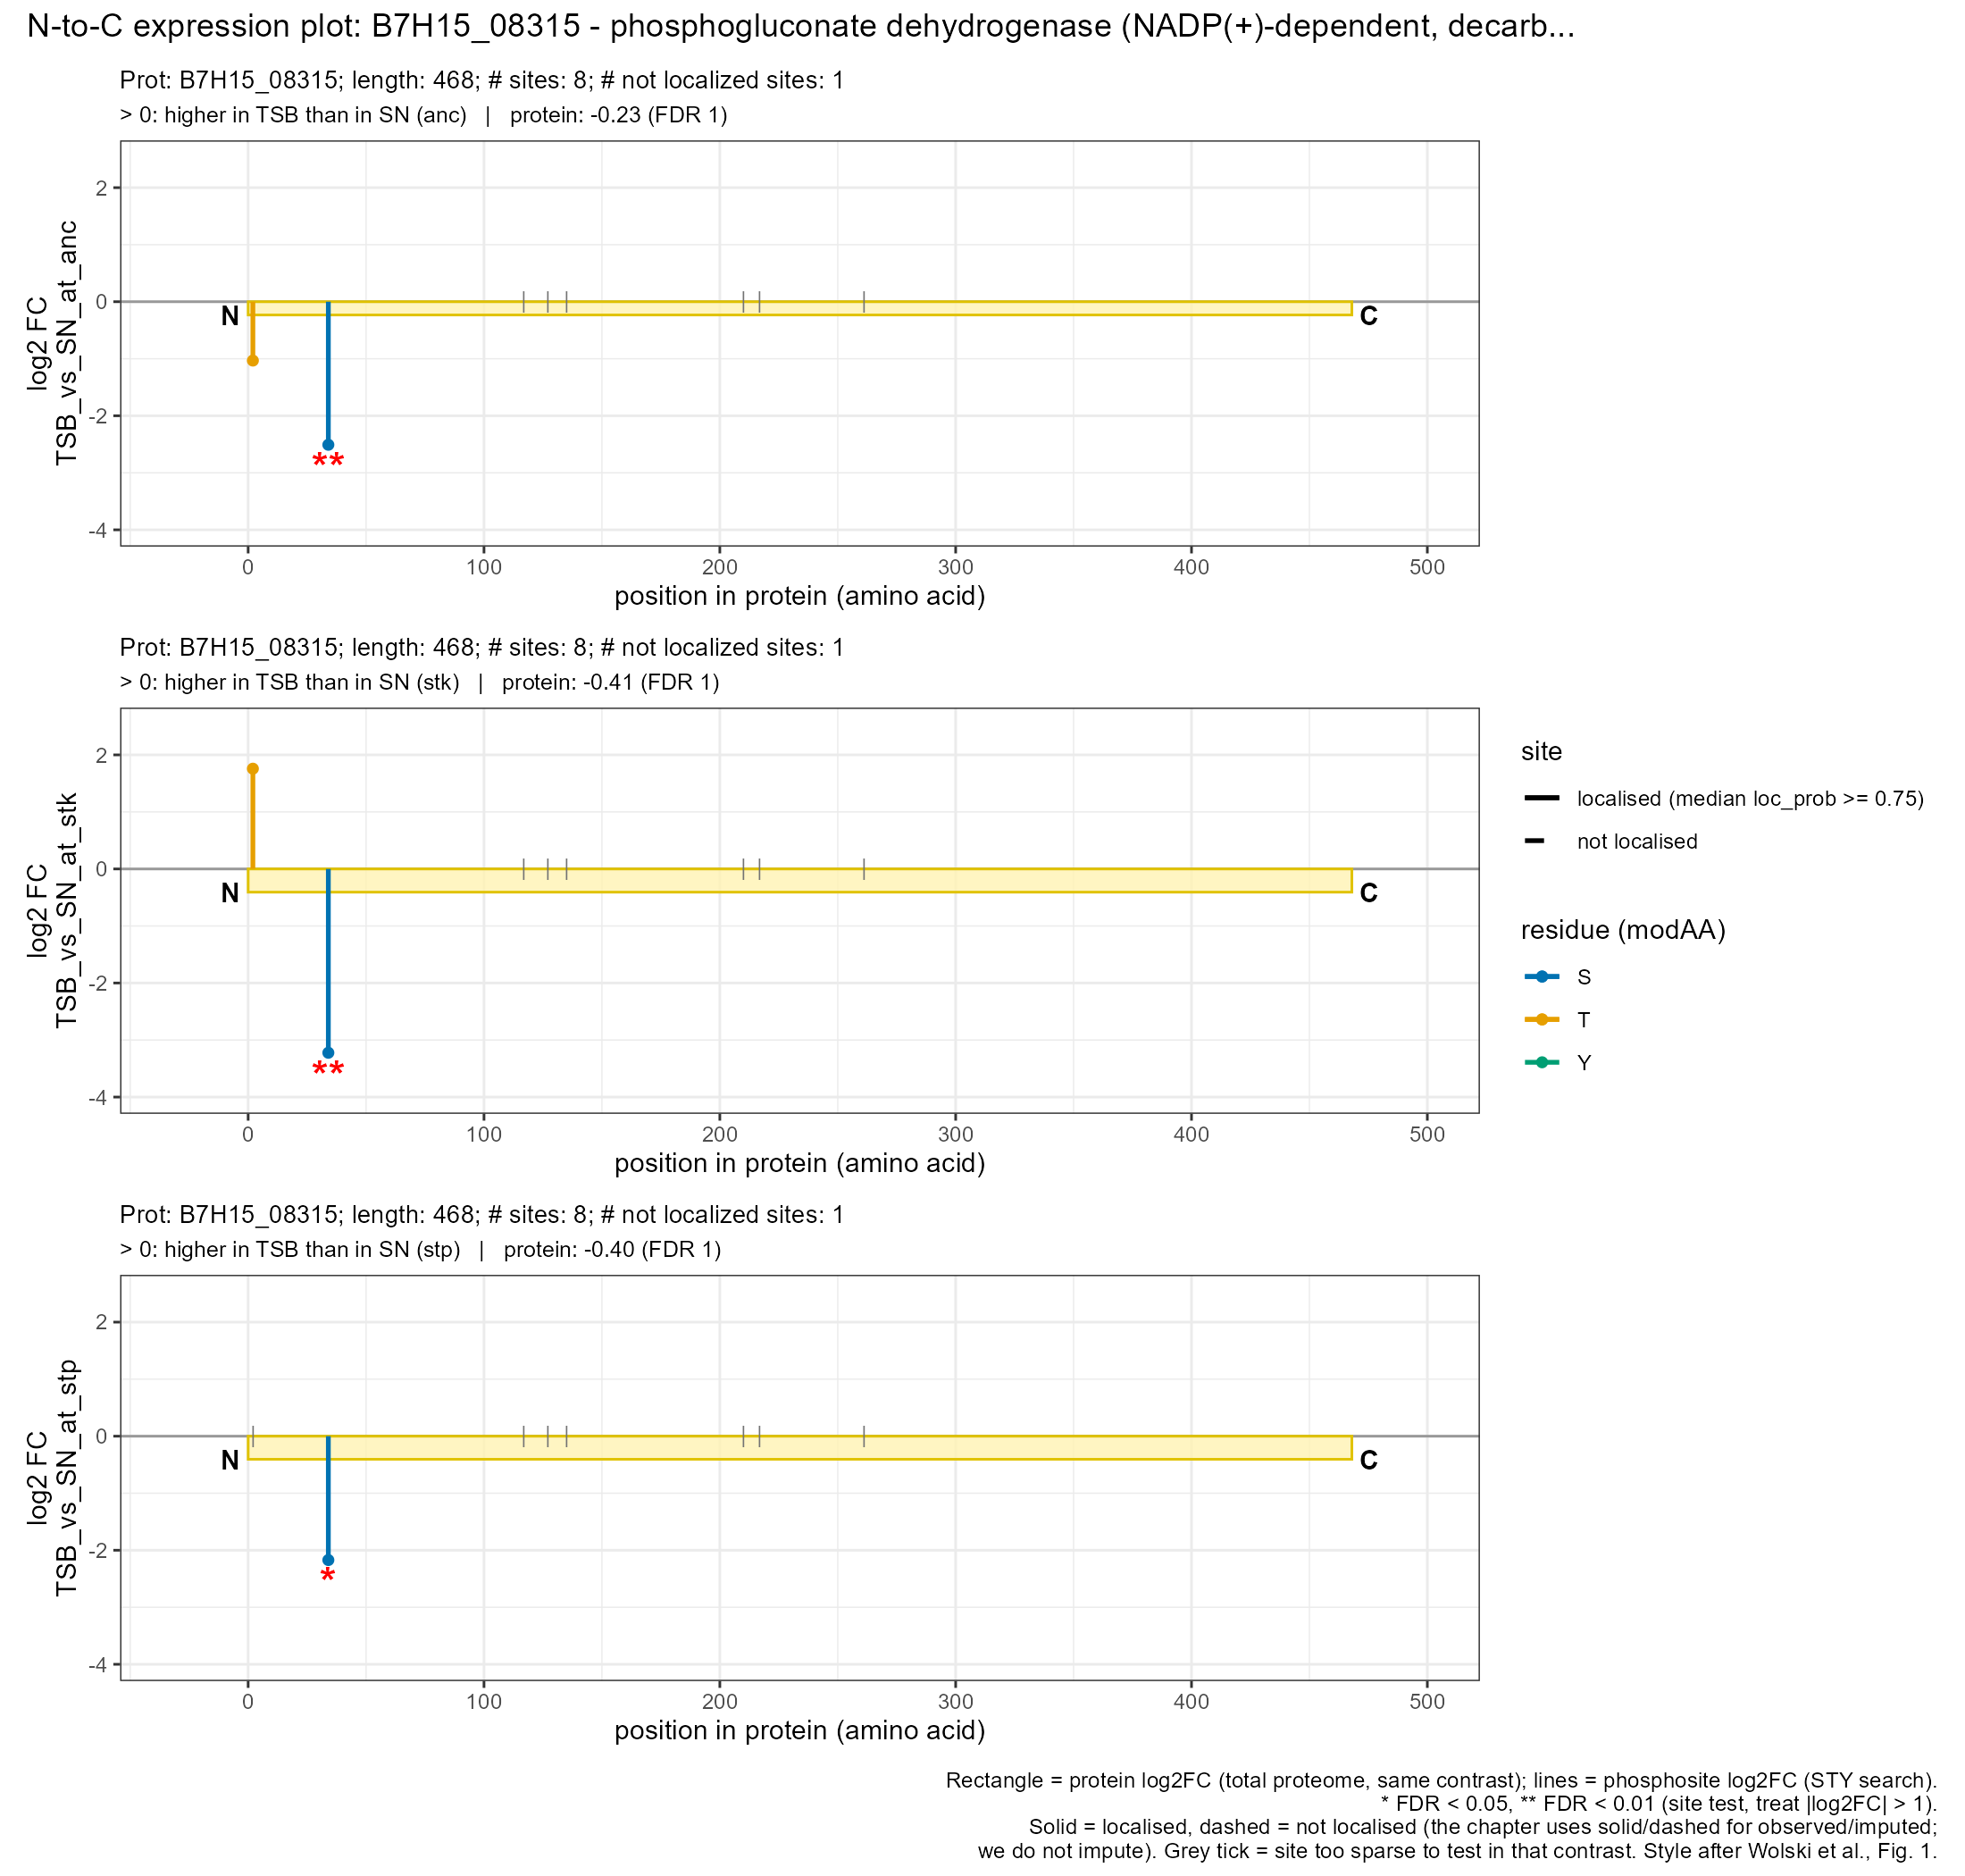 N-to-C expression plot: B7H15_08315 - phosphogluconate dehydrogenase (NADP(+)-dependent, decarb...
Prot: B7H15_08315; length: 468; # sites: 8; # not localized sites: 1
> 0: higher in TSB than in SN (anc)   |   protein: -0.23 (FDR 1)
log2 FC
TSB_vs_SN_at_anc
2
0
-2
-4
N
C
**
0 100 200 300 400 500
position in protein (amino acid)
Prot: B7H15_08315; length: 468; # sites: 8; # not localized sites: 1
> 0: higher in TSB than in SN (stk)   |   protein: -0.41 (FDR 1)
log2 FC
TSB_vs_SN_at_stk
2
0
-2
-4
N
C
**
0 100 200 300 400 500
position in protein (amino acid)
site
localised (median loc_prob >= 0.75)
not localised
residue (modAA)
S
T
Y
Prot: B7H15_08315; length: 468; # sites: 8; # not localized sites: 1
> 0: higher in TSB than in SN (stp)   |   protein: -0.40 (FDR 1)
log2 FC
TSB_vs_SN_at_stp
2
0
-2
-4
N
C
*
0 100 200 300 400 500
position in protein (amino acid)
Rectangle = protein log2FC (total proteome, same contrast); lines = phosphosite log2FC (STY search).
* FDR < 0.05, ** FDR < 0.01 (site test, treat |log2FC| > 1).
Solid = localised, dashed = not localised (the chapter uses solid/dashed for observed/imputed;
we do not impute). Grey tick = site too sparse to test in that contrast. Style after Wolski et al., Fig. 1.